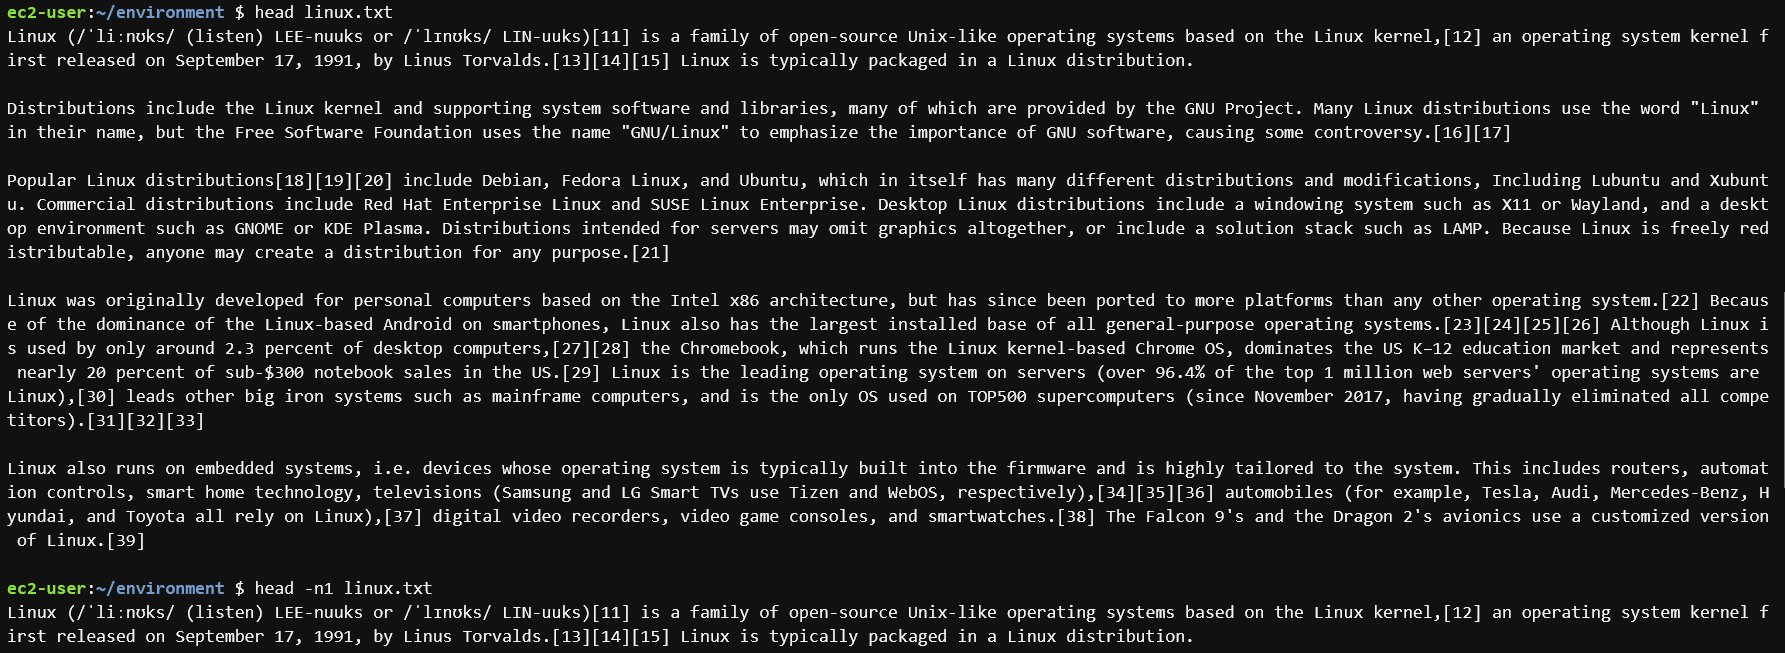 ec2-user:~/environment $ head linux.txt
Linux (/ˈliːnʊks/ (listen) LEE-nuuks or /ˈlɪnʊks/ LIN-uuks)[11] is a family of open-source Unix-like operating systems based on the Linux kernel,[12] an operating system kernel f
irst released on September 17, 1991, by Linus Torvalds.[13][14][15] Linux is typically packaged in a Linux distribution.
Distributions include the Linux kernel and supporting system software and libraries, many of which are provided by the GNU Project. Many Linux distributions use the word "Linux"
in their name, but the Free Software Foundation uses the name "GNU/Linux" to emphasize the importance of GNU software, causing some controversy.[16][17]
Popular Linux distributions[18][19][20] include Debian, Fedora Linux, and Ubuntu, which in itself has many different distributions and modifications, Including Lubuntu and Xubunt
u. Commercial distributions include Red Hat Enterprise Linux and SUSE Linux Enterprise. Desktop Linux distributions include a windowing system such as X11 or Wayland, and a deskt
op environment such as GNOME or KDE Plasma. Distributions intended for servers may omit graphics altogether, or include a solution stack such as LAMP. Because Linux is freely red
istributable, anyone may create a distribution for any purpose.[21]
Linux was originally developed for personal computers based on the Intel x86 architecture, but has since been ported to more platforms than any other operating system.[22] Becaus
e of the dominance of the Linux-based Android on smartphones, Linux also has the largest installed base of all general-purpose operating systems.[23][24][25][26] Although Linux i
s used by only around 2.3 percent of desktop computers,[27][28] the Chromebook, which runs the Linux kernel-based Chrome OS, dominates the US K–12 education market and represents
nearly 20 percent of sub-$300 notebook sales in the US.[29] Linux is the leading operating system on servers (over 96.4% of the top 1 million web servers' operating systems are
Linux),[30] leads other big iron systems such as mainframe computers, and is the only OS used on TOP500 supercomputers (since November 2017, having gradually eliminated all compe
titors).[31][32][33]
Linux also runs on embedded systems, i.e. devices whose operating system is typically built into the firmware and is highly tailored to the system. This includes routers, automat
ion controls, smart home technology, televisions (Samsung and LG Smart TVs use Tizen and WebOS, respectively),[34][35][36] automobiles (for example, Tesla, Audi, Mercedes-Benz, H
yundai, and Toyota all rely on Linux),[37] digital video recorders, video game consoles, and smartwatches.[38] The Falcon 9's and the Dragon 2's avionics use a customized version
of Linux.[39]
ec2-user:~/environment $ head -n1 linux.txt
Linux (/ˈliːnʊks/ (listen) LEE-nuuks or /ˈlɪnʊks/ LIN-uuks)[11] is a family of open-source Unix-like operating systems based on the Linux kernel,[12] an operating system kernel f
irst released on September 17, 1991, by Linus Torvalds.[13][14][15] Linux is typically packaged in a Linux distribution.